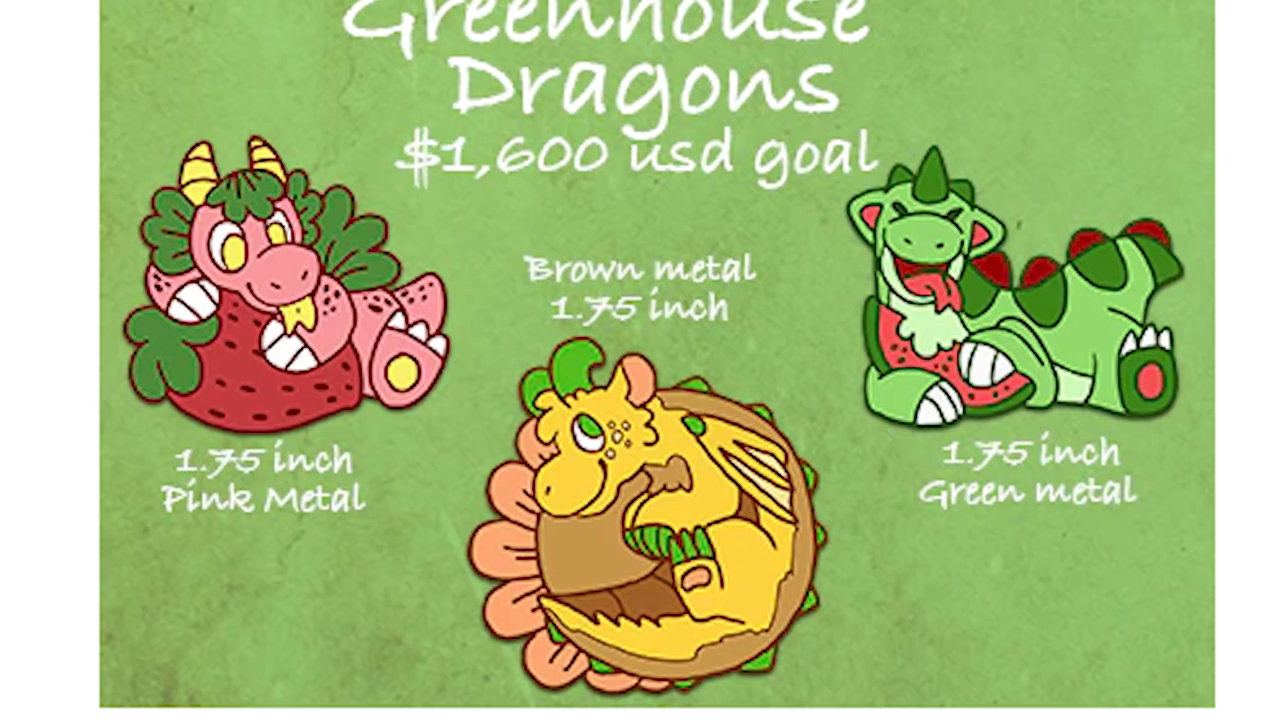 Greenhouse
Dragons
$1,600 usd goal
Brown metal
1.75 inch
1.75 inch
Pink Metal
1.75 inch
Green metal